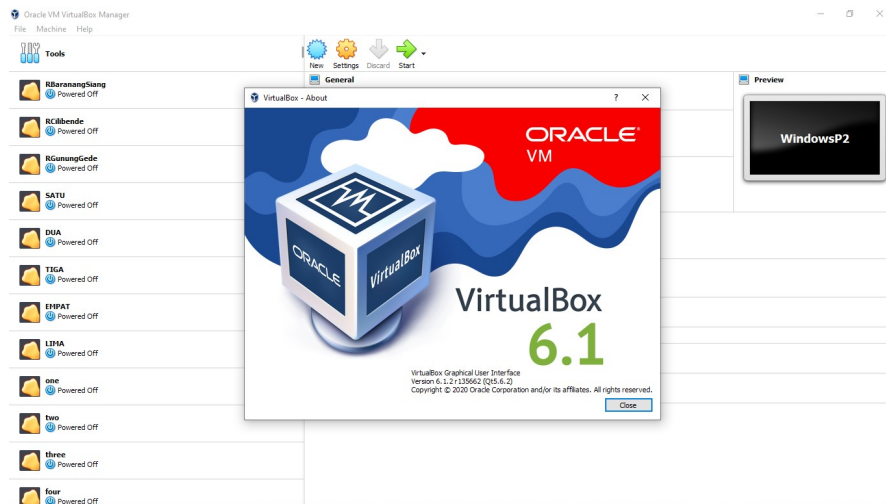 Oracle VM VirtualBox Manager
File Machine Help
Tools
New Settings Discard Start
General
Preview
RBaranangSiang
Powered Off
RCilibende
Powered Off
RGunungGede
Powered Off
SATU
Powered Off
DUA
Powered Off
TIGA
Powered Off
EMPAT
Powered Off
LIMA
Powered Off
one
Powered Off
two
Powered Off
three
Powered Off
four
Powered Off
WindowsP2
VirtualBox - About
ORACLE
VM
ORACLE
VirtualBox
VirtualBox
6.1
VirtualBox Graphical User Interface
Version 6.1.2 r135662 (Qt5.6.2)
Copyright © 2020 Oracle Corporation and/or its affiliates. All rights reserved.
Close